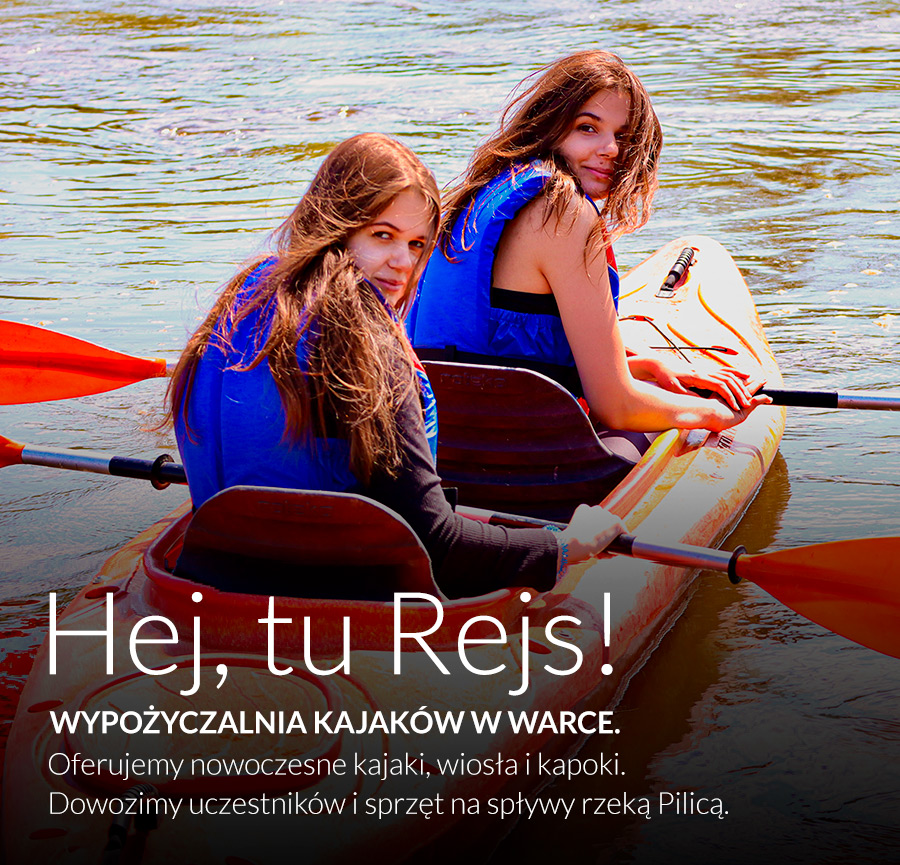 Hej, tu Rejs!
WYPOŻYCZALNIA KAJAKÓW W WARCE.
Oferujemy nowoczesne kajaki, wiosła i kapoki.
Dowozimy uczestników i sprzęt na spływy rzeką Pilicą.